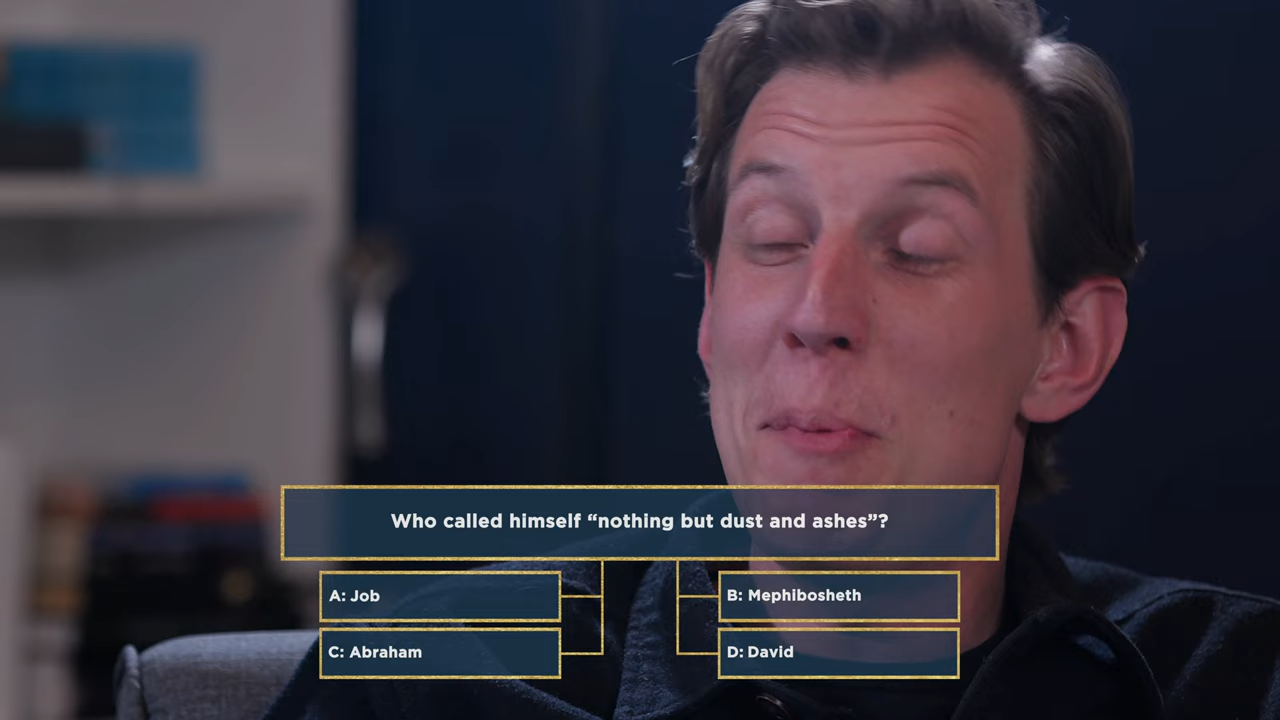 Who called himself “nothing but dust and ashes”?
A: Job
B: Mephibosheth
C: Abraham
D: David